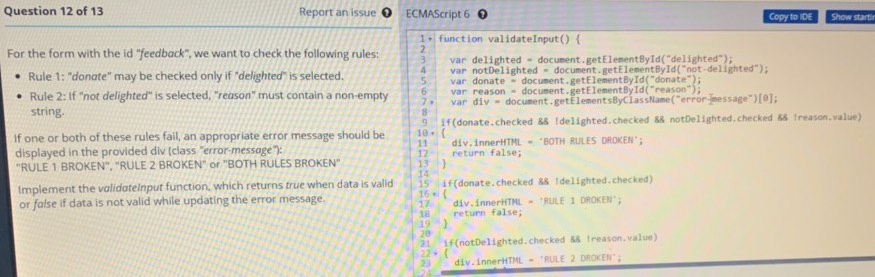 Question 12 of 13
Report an issue
For the form with the id "feedback", we want to check the following rules:
• Rule 1: "donate" may be checked only if "delighted" is selected.
• Rule 2: If "not delighted" is selected, "reason" must contain a non-empty
string.
If one or both of these rules fail, an appropriate error message should be
displayed in the provided div (class "error-message"):
"RULE 1 BROKEN", "RULE 2 BROKEN" or "BOTH RULES BROKEN"
Implement the validateInput function, which returns true when data is valid
or false if data is not valid while updating the error message.
ECMAScript 6
Copy to IDE
Show startin
1 function validateInput() {
2
3 var delighted = document.getElementById("delighted");
4 var notDelighted = document.getElementById("not-delighted");
5 var donate = document.getElementById("donate");
6 var reason = document.getElementById("reason");
7 var div = document.getElementsByClassName("error-message")[0];
8
9 if(donate.checked && !delighted.checked && notDelighted.checked && !reason.value)
10 {
11 div.innerHTML = 'BOTH RULES BROKEN';
12 return false;
13 }
14
15 if(donate.checked && !delighted.checked)
16 {
17 div.innerHTML = 'RULE 1 BROKEN';
18 return false;
19 }
20
21 if(notDelighted.checked && !reason.value)
22 {
23 div.innerHTML = 'RULE 2 BROKEN';
24